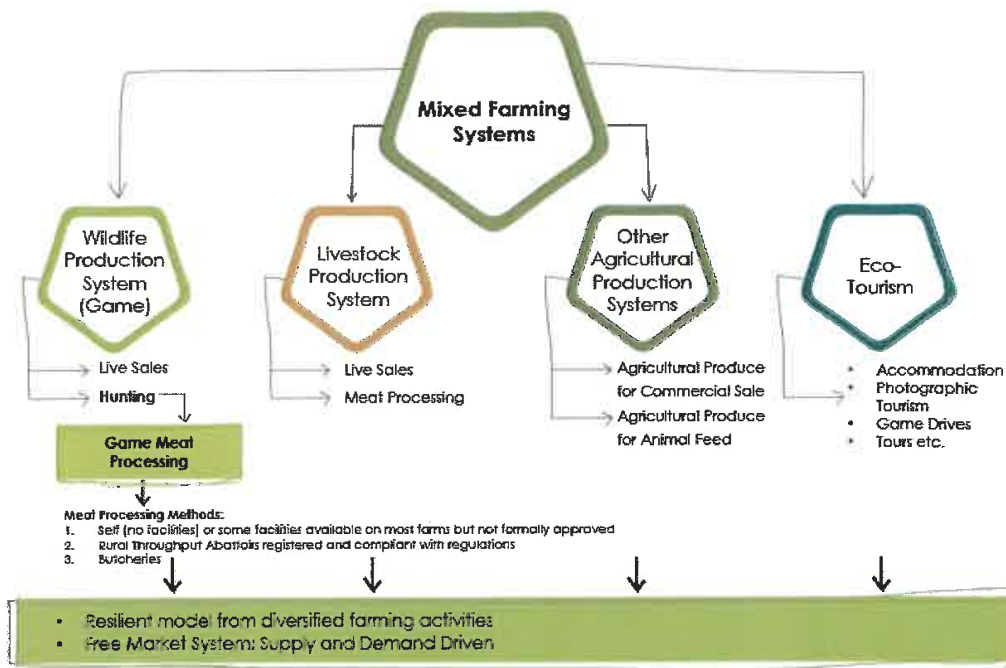 Mixed Farming
Systems
Wildlife
Production
System
(Game)
Live Sales
Hunting
Game Meat
Processing
Meat Processing Methods:
1. Self (no facilities) or some facilities available on most farms but not formally approved
2. Rural Throughput Abattoirs registered and compliant with regulations
3. Butcheries
Livestock
Production
System
Live Sales
Meat Processing
Other
Agricultural
Production
Systems
Agricultural Produce
for Commercial Sale
Agricultural Produce
for Animal Feed
Eco-
Tourism
• Accommodation
• Photographic
Tourism
• Game Drives
• Tours etc.
• Resilient model from diversified farming activities
• Free Market System: Supply and Demand Driven